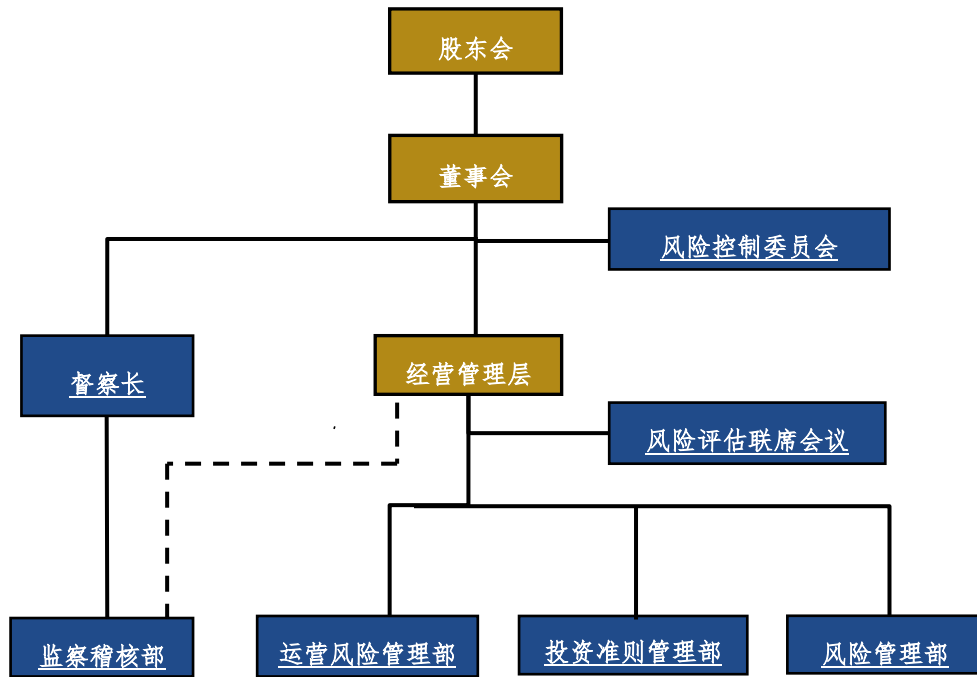 股东会
董事会
风险控制委员会
督察长
经营管理层
风险评估联席会议
监察稽核部
运营风险管理部
投资准则管理部
风险管理部